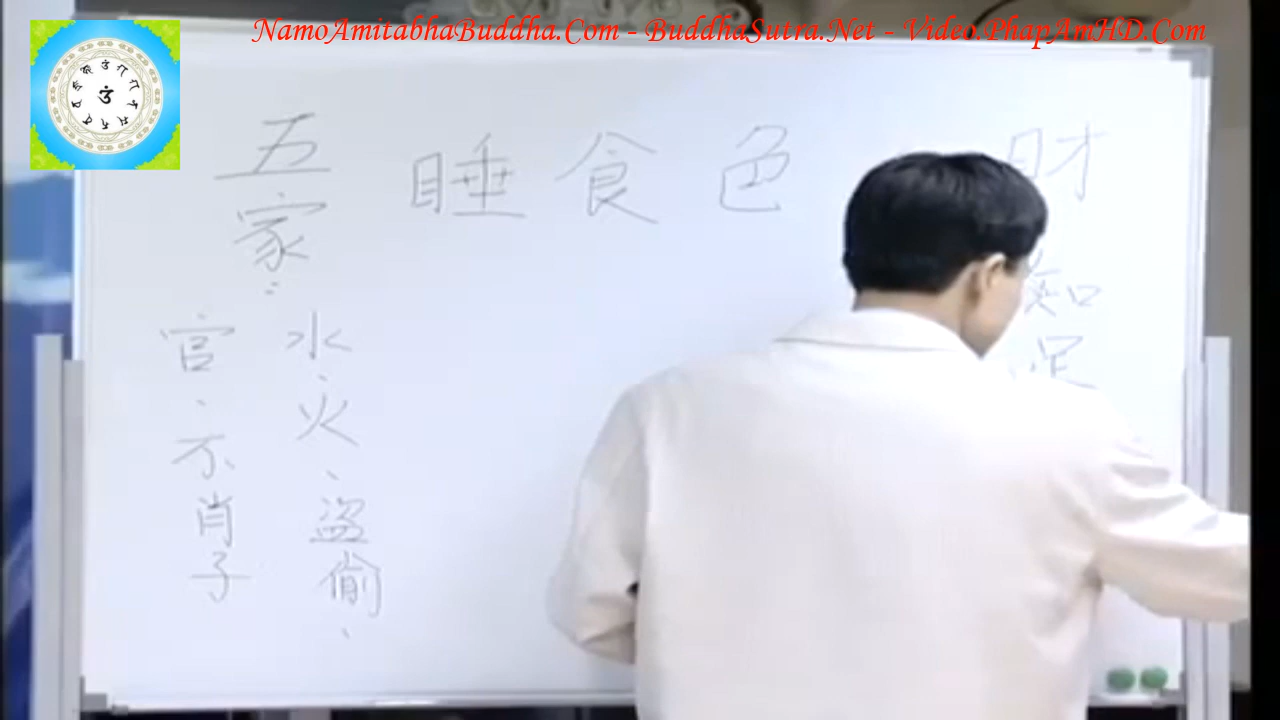 NamoAmitabhaBuddha.Com - BuddhaSutra.Net - Video.PhapAmHD.Com
財 色 食 睡
知足
五家:
水、火、盜偷、
官、不肖子